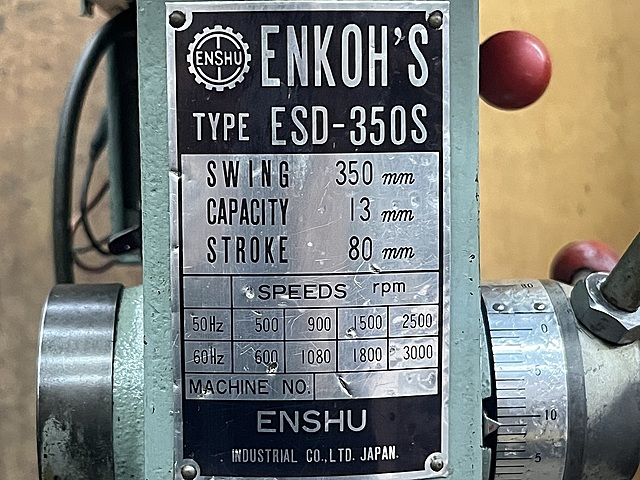 ENSHU
ENKOH'S
TYPE ESD-350S
SWING 350 mm
CAPACITY 13 mm
STROKE 80 mm
SPEEDS rpm
50Hz 500 900 1500 2500
60Hz 600 1080 1800 3000
MACHINE NO.
ENSHU
INDUSTRIAL CO., LTD. JAPAN.
0
5
10
5